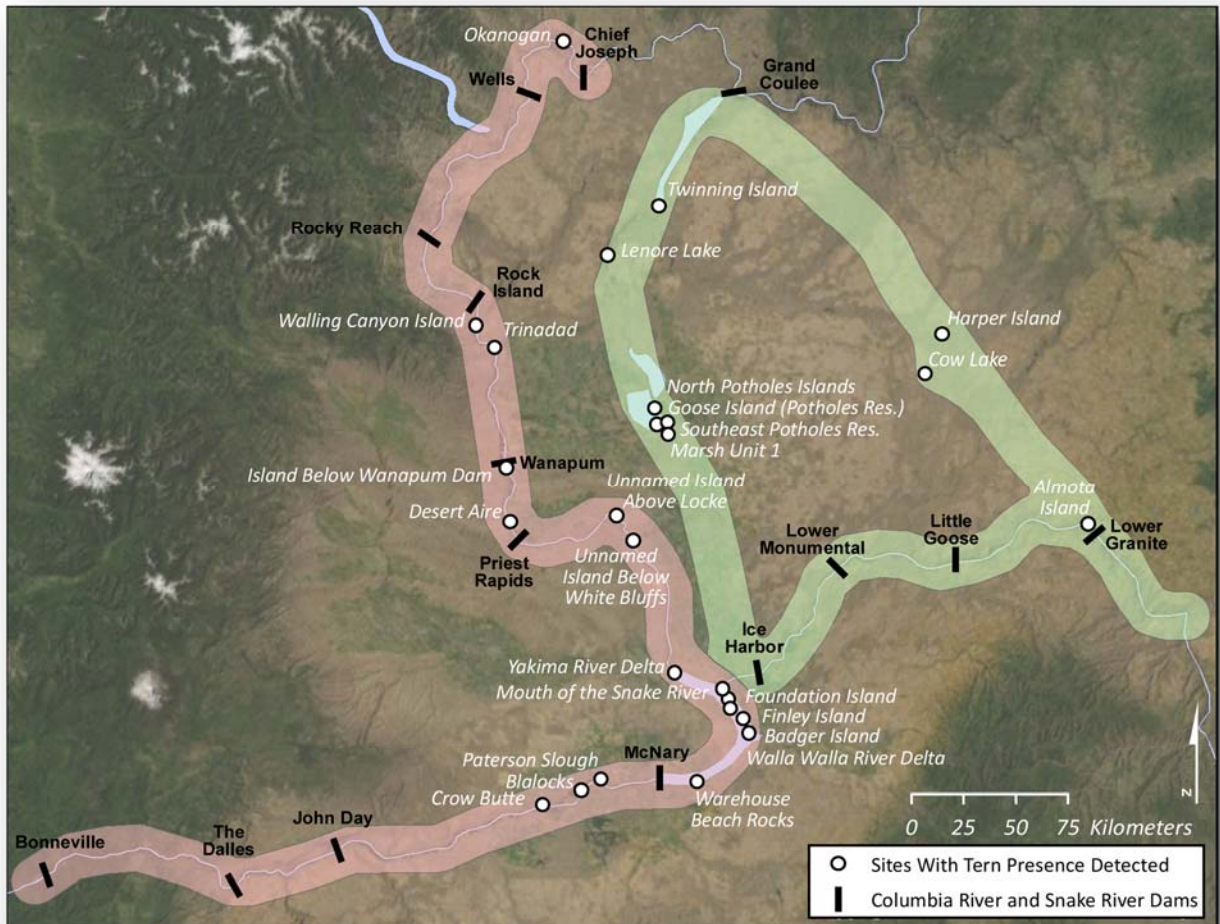 Okanogan
Chief
Joseph
Wells
Grand
Coulee
Twinning Island
Rocky Reach
Lenore Lake
Rock
Island
Walling Canyon Island
Trinadad
Harper Island
Cow Lake
North Potholes Islands
Goose Island (Potholes Res.)
Southeast Potholes Res.
Marsh Unit 1
Wanapum
Island Below Wanapum Dam
Unnamed Island
Above Locke
Desert Aire
Almota
Island
Priest
Rapids
Unnamed
Island Below
White Bluffs
Lower
Monumental
Little
Goose
Lower
Granite
Ice
Harbor
Yakima River Delta
Mouth of the Snake River
Foundation Island
Finley Island
Badger Island
Walla Walla River Delta
McNary
Paterson Slough
Blalocks
Crow Butte
Warehouse
Beach Rocks
John Day
The
Dalles
Bonneville
N
0 25 50 75 Kilometers
Sites With Tern Presence Detected
Columbia River and Snake River Dams